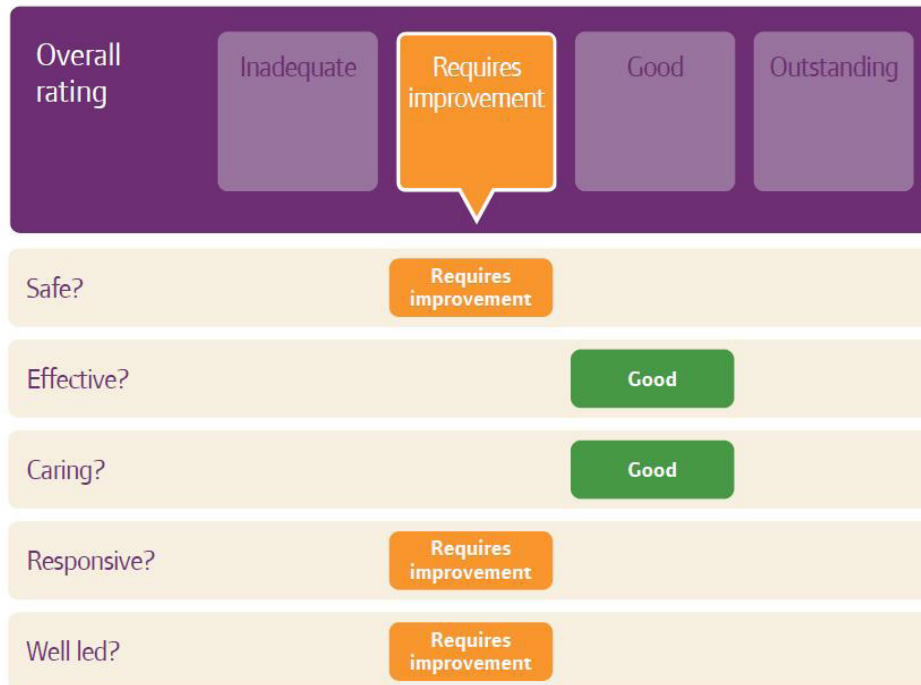 Overall
rating
Inadequate
Requires
improvement
Good
Outstanding
Safe?
Requires
improvement
Effective?
Good
Caring?
Good
Responsive?
Requires
improvement
Well led?
Requires
improvement